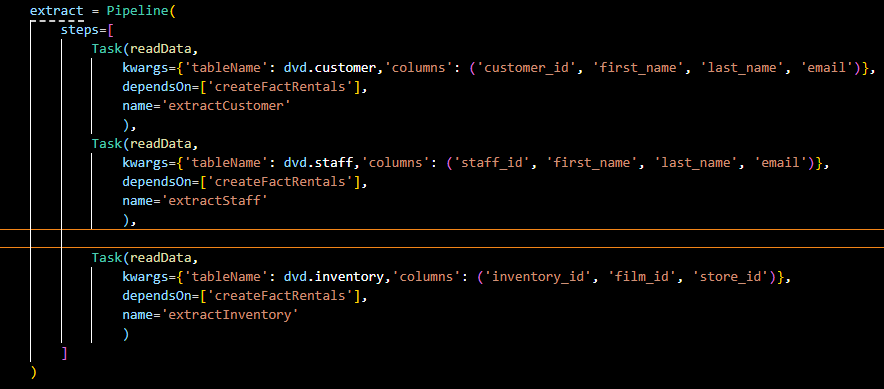 extract = Pipeline(
    steps=[
        Task(readData,
            kwargs={'tableName': dvd.customer,'columns': ('customer_id', 'first_name', 'last_name', 'email')},
            dependsOn=['createFactRentals'],
            name='extractCustomer'
            ),
        Task(readData,
            kwargs={'tableName': dvd.staff,'columns': ('staff_id', 'first_name', 'last_name', 'email')},
            dependsOn=['createFactRentals'],
            name='extractStaff'
            ),
        Task(readData,
            kwargs={'tableName': dvd.inventory,'columns': ('inventory_id', 'film_id', 'store_id')},
            dependsOn=['createFactRentals'],
            name='extractInventory'
            )
    ]
)